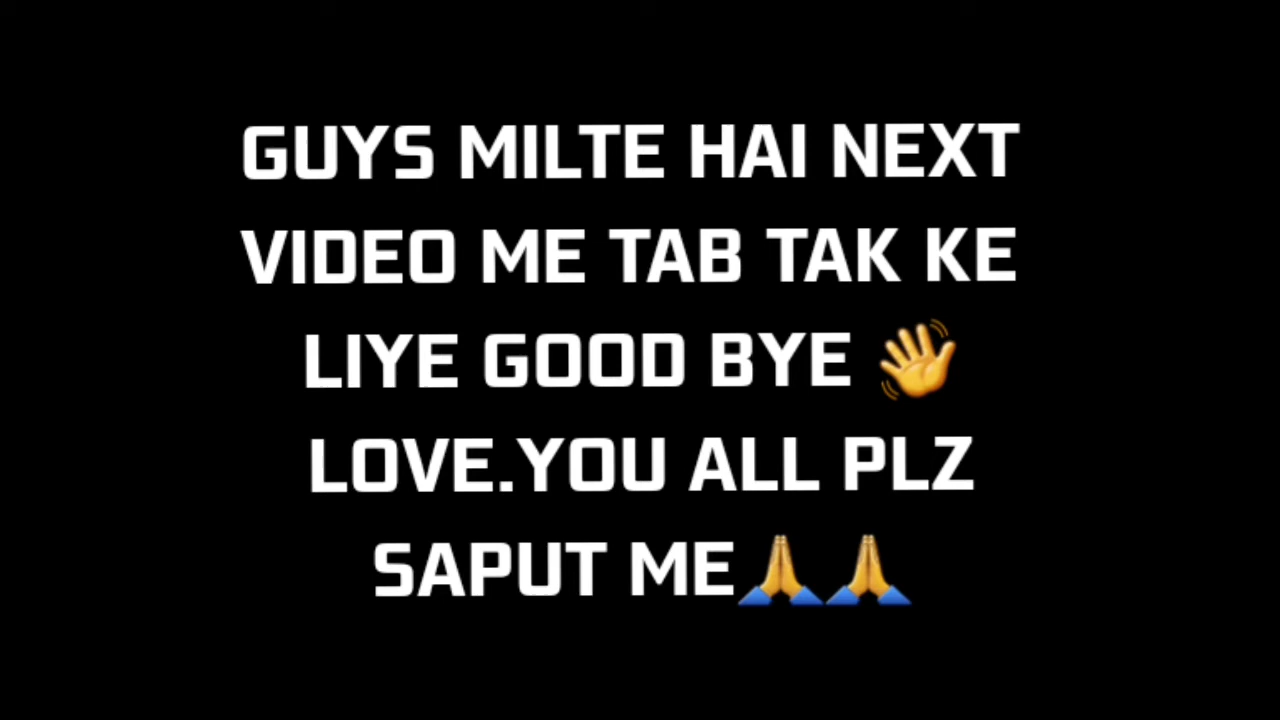 GUYS MILTE HAI NEXT
VIDEO ME TAB TAK KE
LIYE GOOD BYE 👋
LOVE.YOU ALL PLZ
SAPUT ME🙏🙏